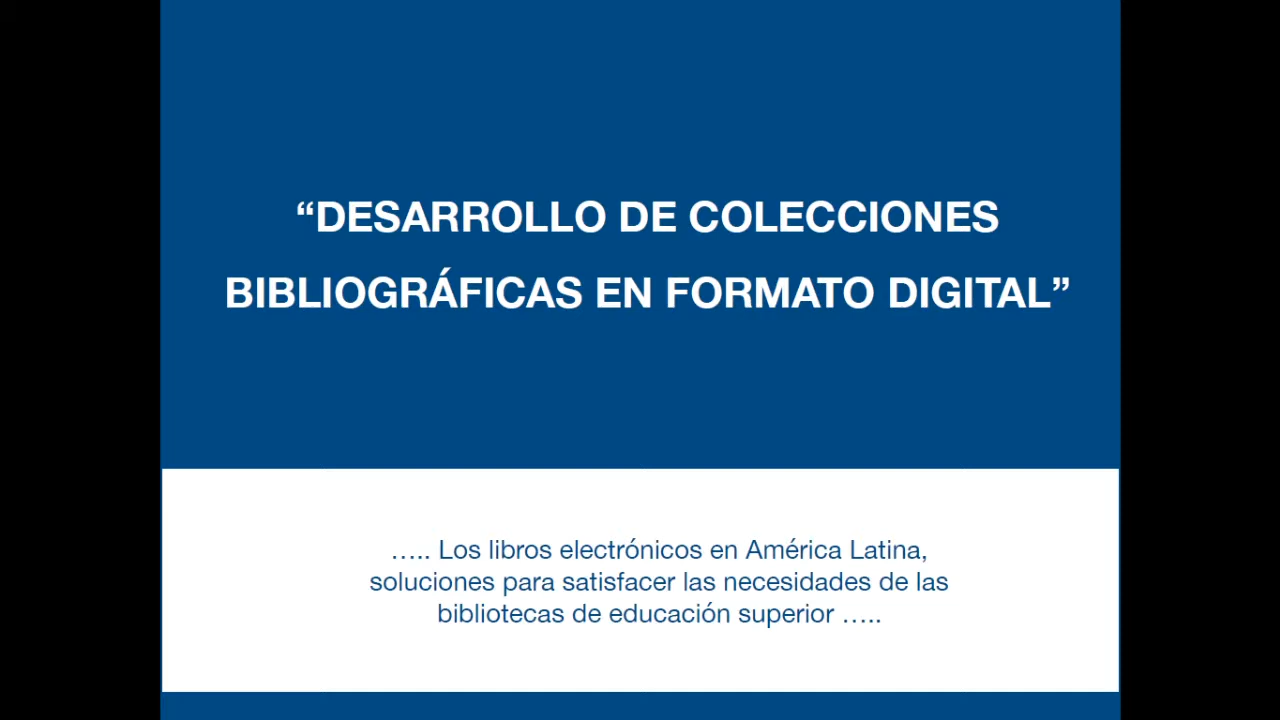 “DESARROLLO DE COLECCIONES
BIBLIOGRÁFICAS EN FORMATO DIGITAL”
….. Los libros electrónicos en América Latina,
soluciones para satisfacer las necesidades de las
bibliotecas de educación superior …..